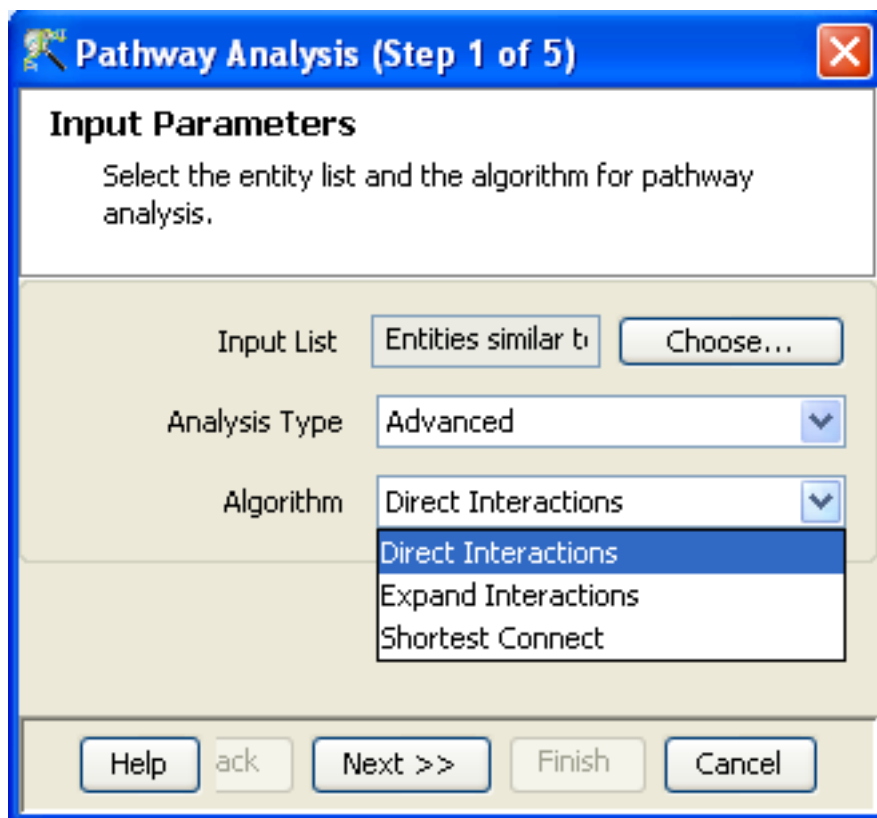 Pathway Analysis (Step 1 of 5)
Input Parameters
Select the entity list and the algorithm for pathway
analysis.
Input List Entities similar t Choose...
Analysis Type Advanced
Algorithm Direct Interactions
Direct Interactions
Expand Interactions
Shortest Connect
Help ack Next >> Finish Cancel